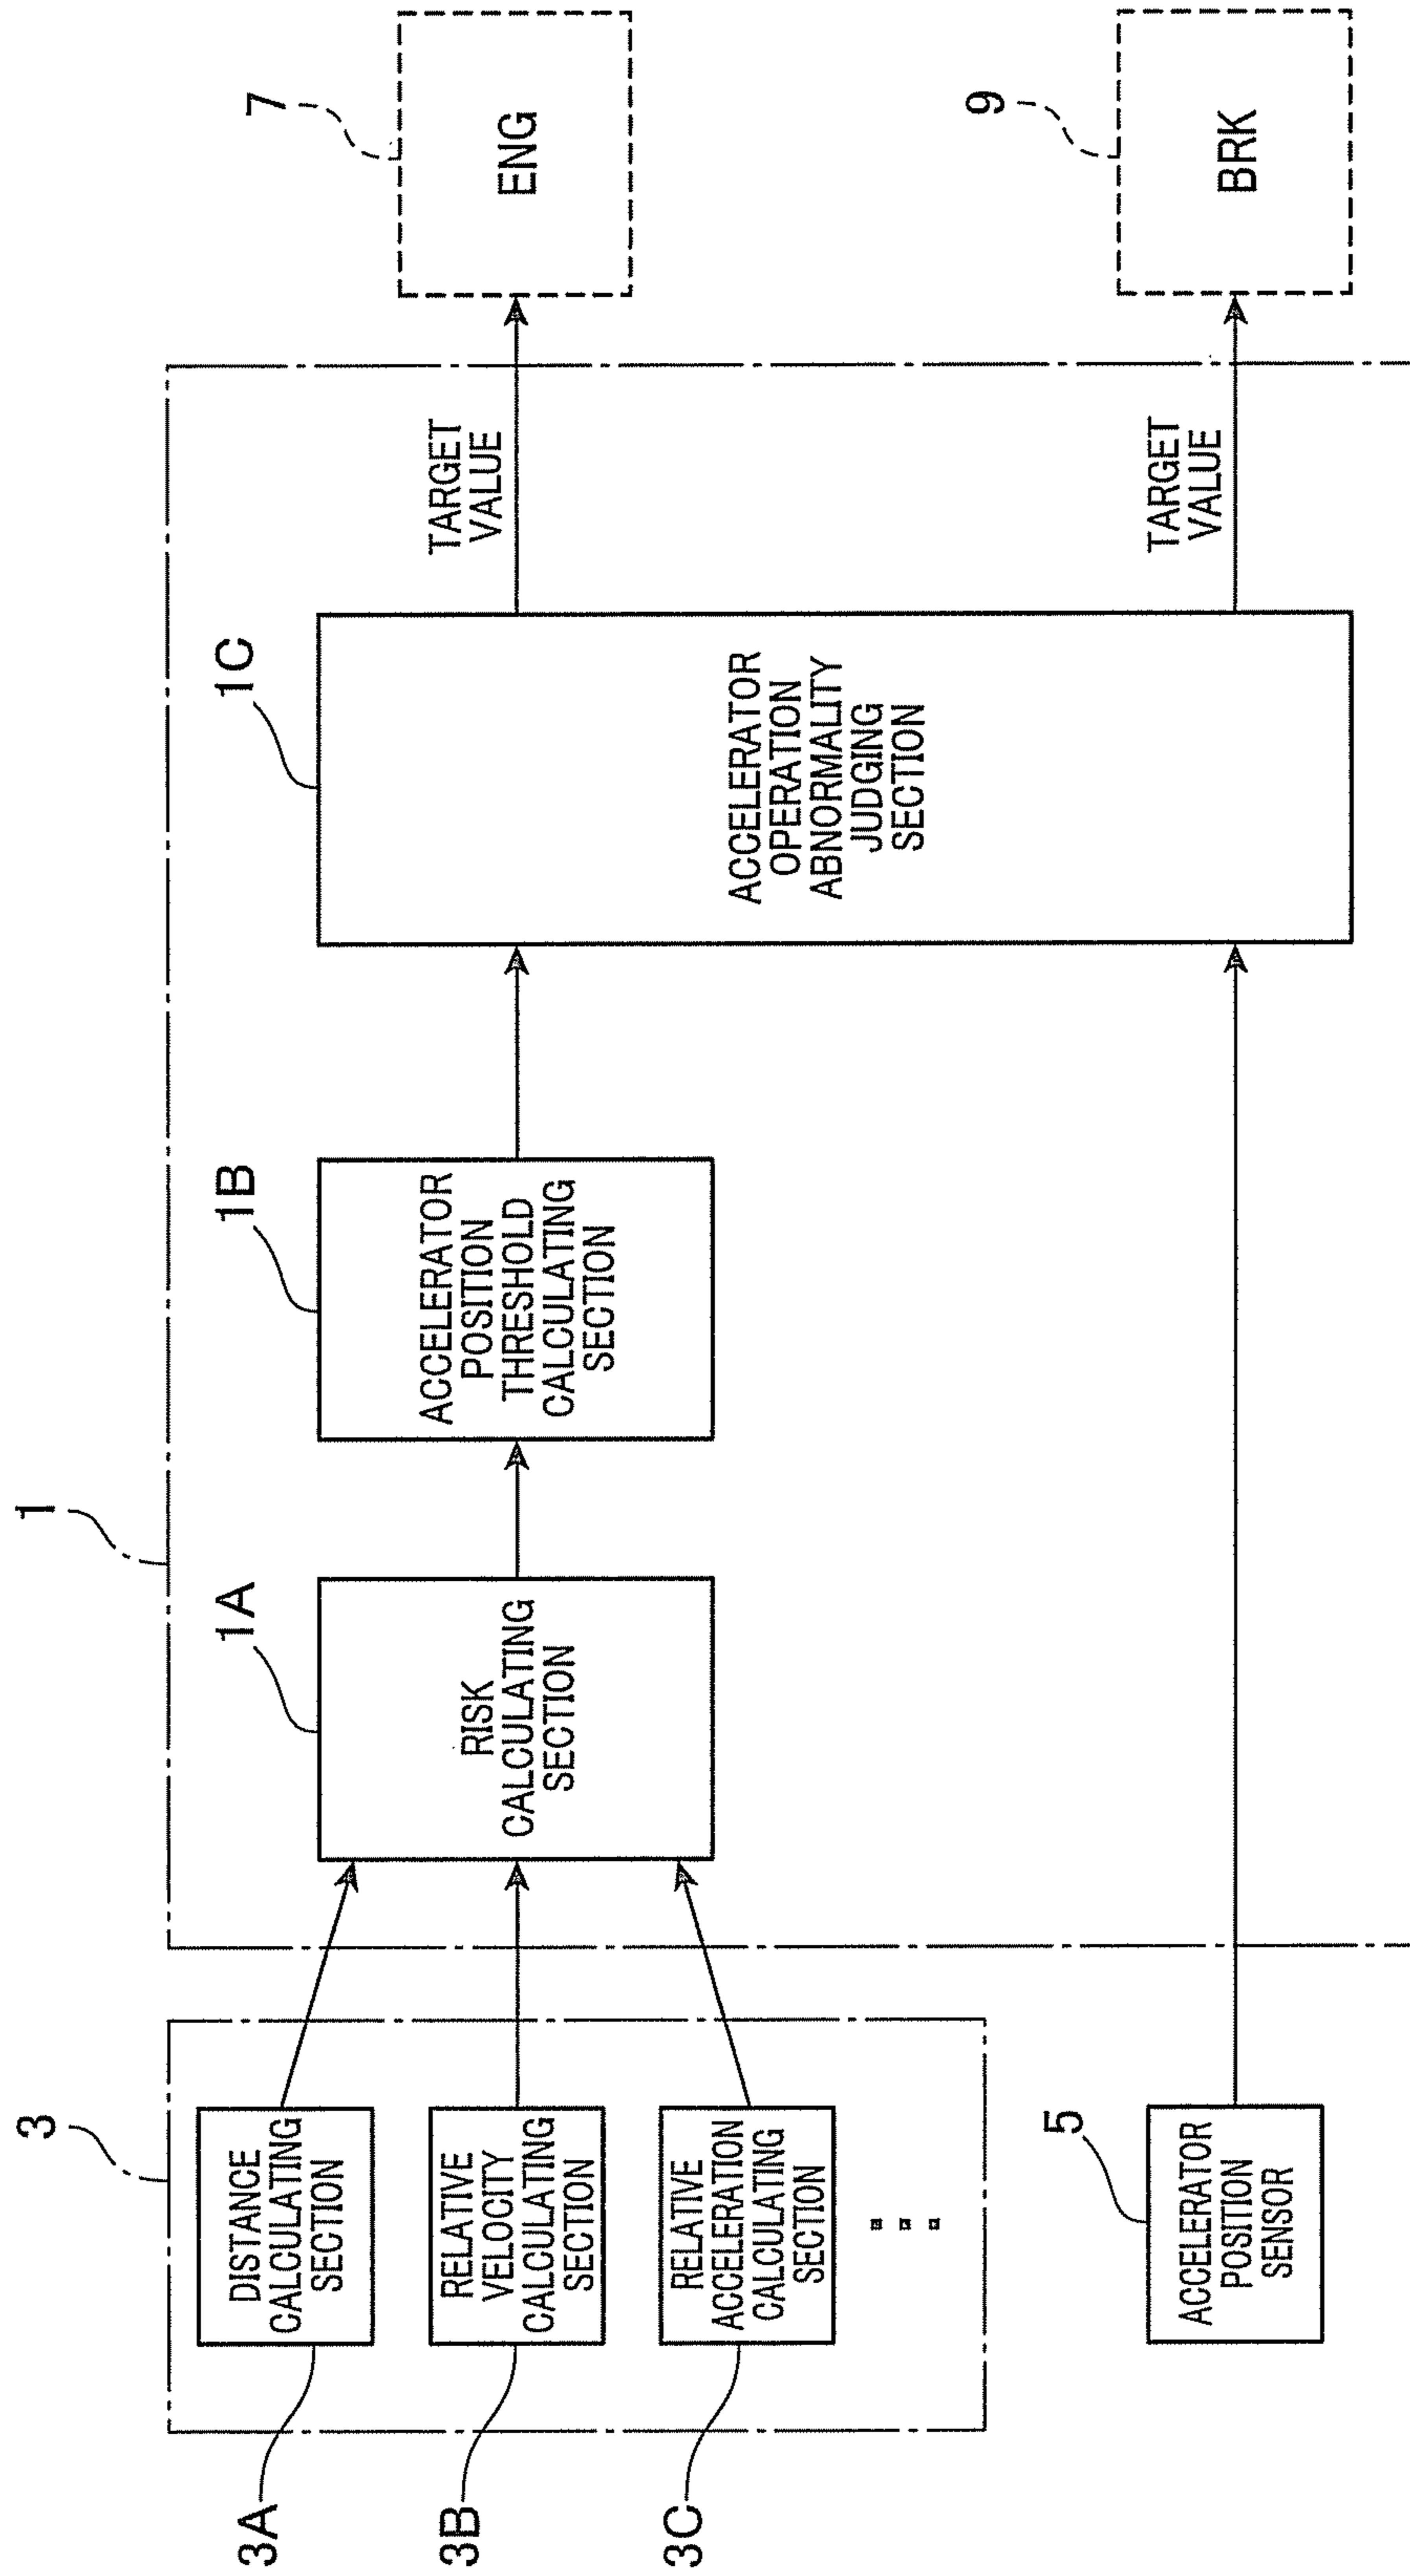 3
3A
DISTANCE
CALCULATING
SECTION
3B
RELATIVE
VELOCITY
CALCULATING
SECTION
3C
RELATIVE
ACCELERATION
CALCULATING
SECTION
5
ACCELERATOR
POSITION
SENSOR
1
1A
RISK
CALCULATING
SECTION
1B
ACCELERATOR
POSITION
THRESHOLD
CALCULATING
SECTION
1C
ACCELERATOR
OPERATION
ABNORMALITY
JUDGING
SECTION
TARGET
VALUE
TARGET
VALUE
7
ENG
9
BRK